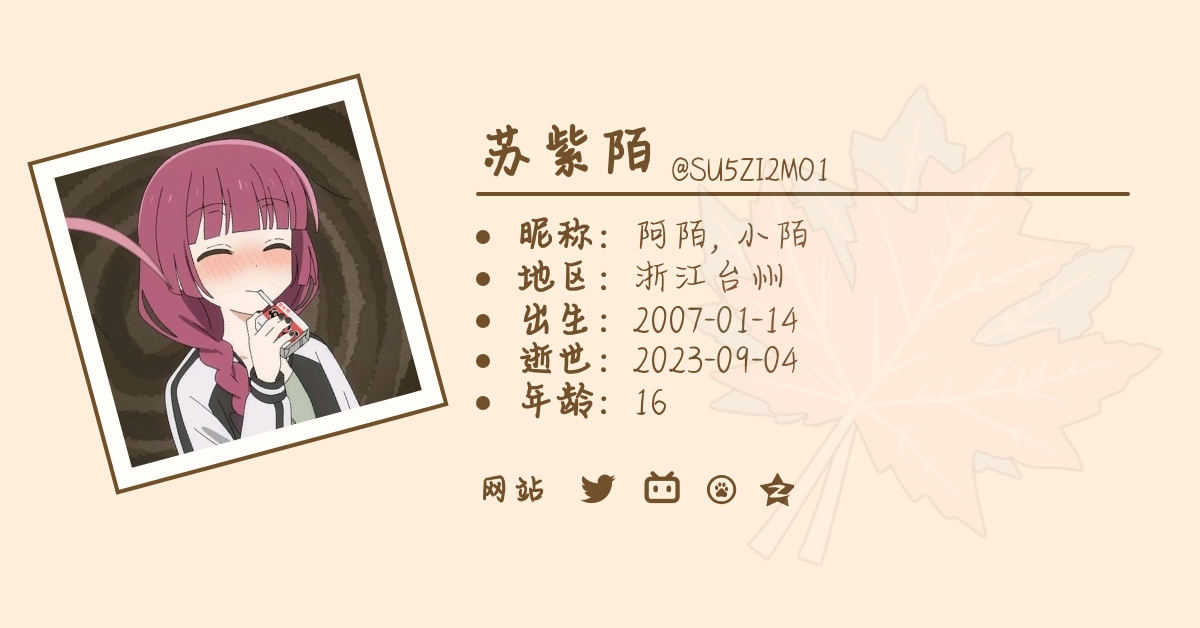 苏紫陌 @SU5ZI2MO1
昵称: 阿陌, 小陌
地区: 浙江台州
出生: 2007-01-14
逝世: 2023-09-04
年龄: 16
网站